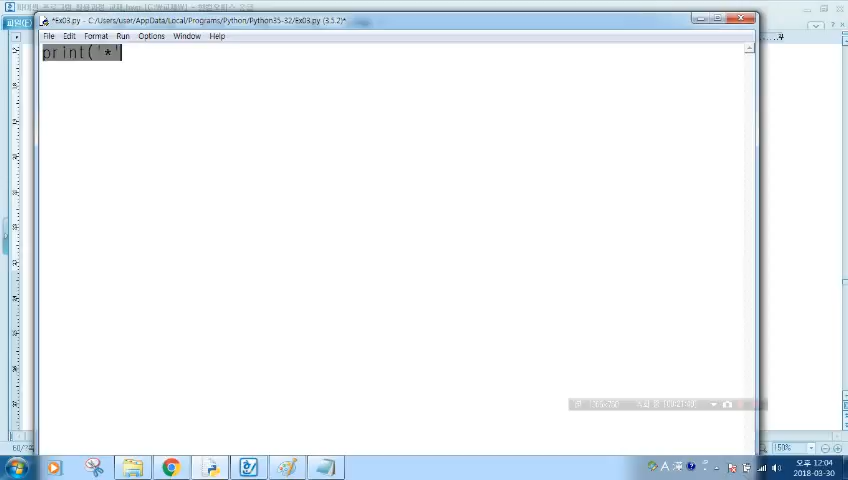 *Ex03.py - C:/Users/user/AppData/Local/Programs/Python/Python35-32/Ex03.py (3.5.2)*
File Edit Format Run Options Window Help
print('*'
150%
오후 12:04
2018-03-30